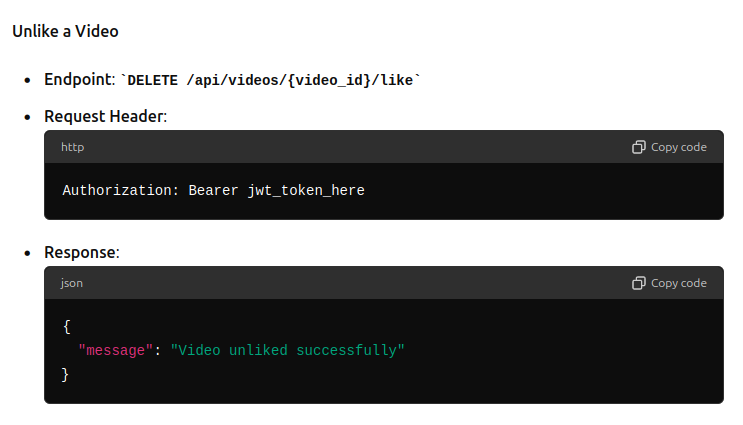 Unlike a Video
• Endpoint: `DELETE /api/videos/{video_id}/like`
• Request Header:
http Copy code
Authorization: Bearer jwt_token_here
• Response:
json Copy code
{
  "message": "Video unliked successfully"
}